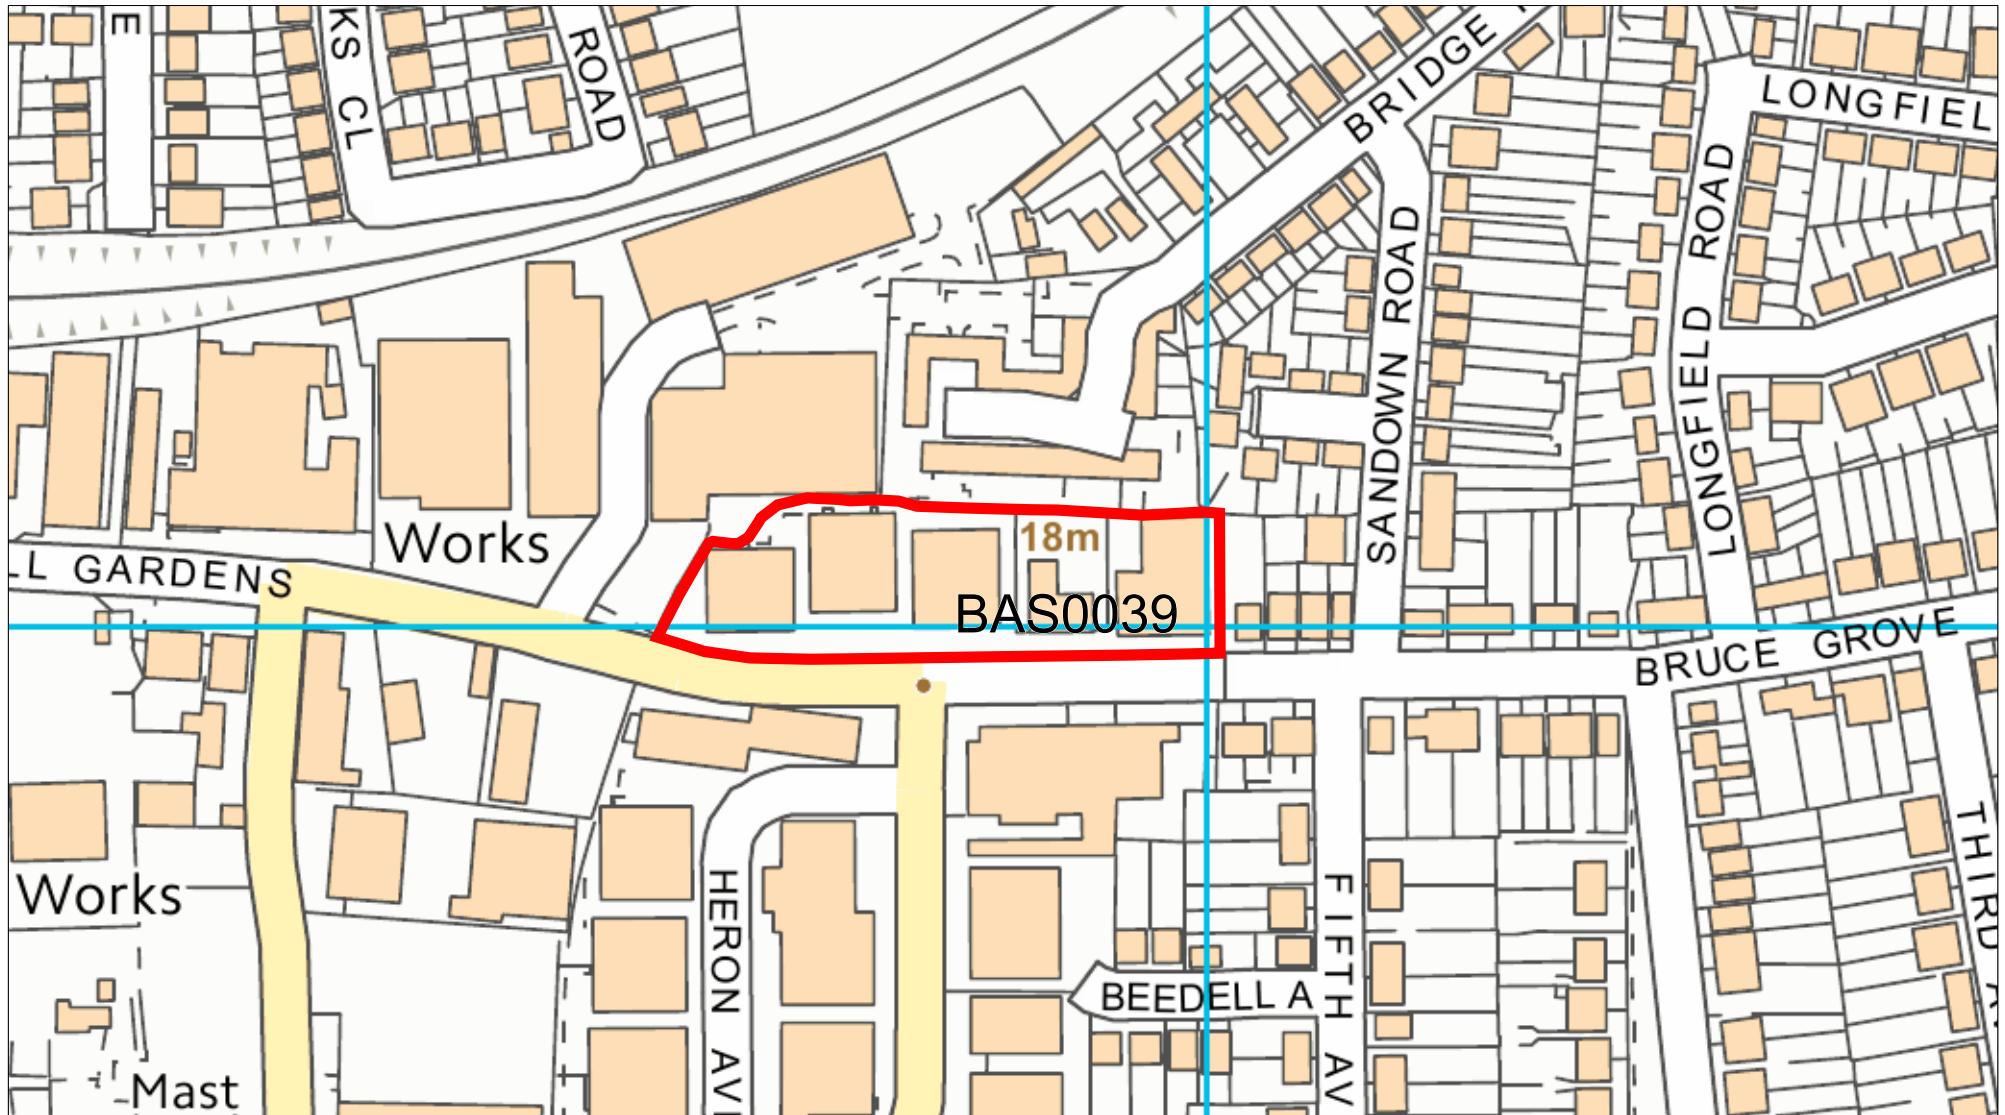 E
KS CL
ROAD
BRIDGE
LONGFIEL
LONGFIELD ROAD
SANDOWN ROAD
Works
18m
LL GARDENS
BAS0039
BRUCE GROVE
Works
HERON AV
FIFTH AV
THIRD A
BEEDELL A
Mast